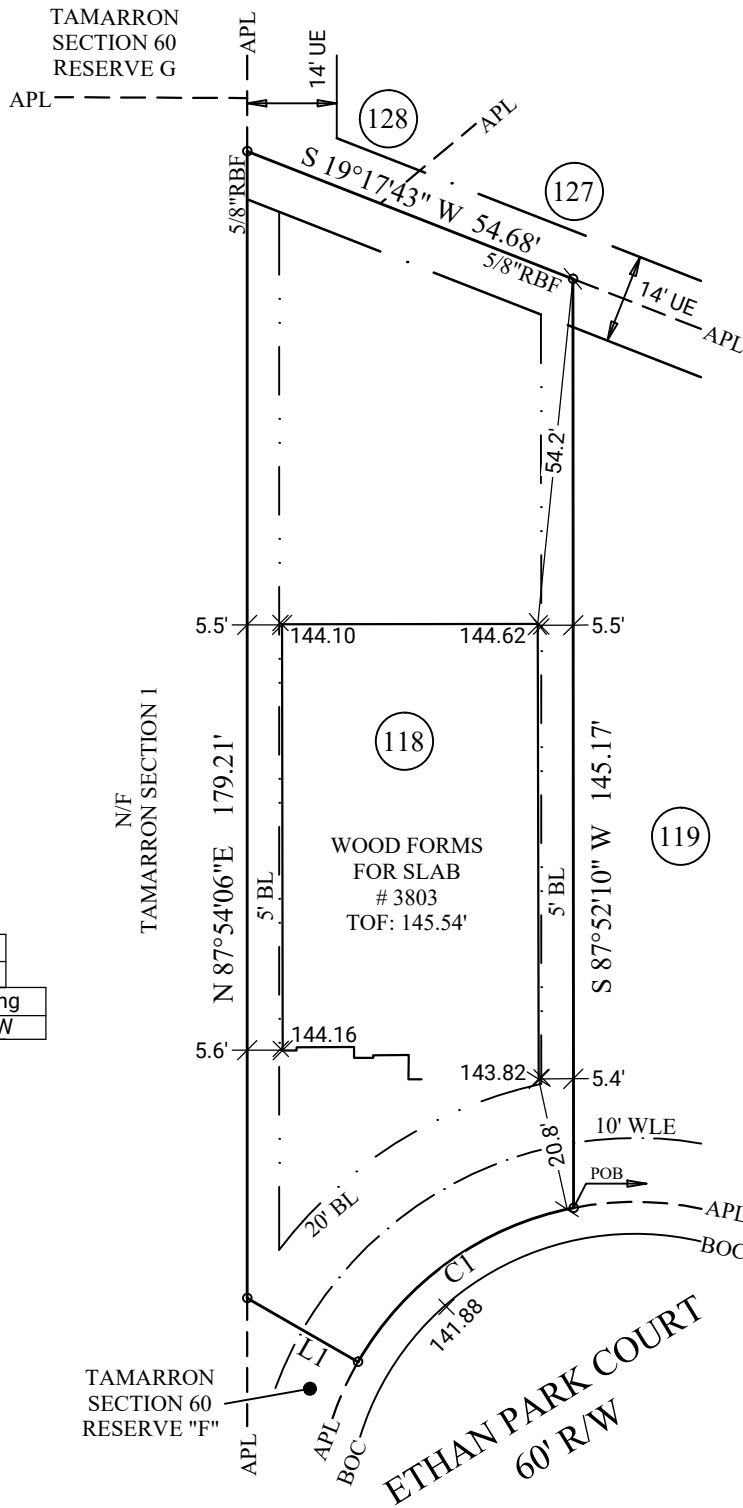 TAMARRON
SECTION 60
RESERVE G
APL
APL
14' UE
128
APL
127
S 19°17'43" W 54.68'
5/8"RBF
5/8"RBF
14' UE
APL
54.2'
5.5'
144.10
144.62
5.5'
118
N/F
TAMARRON SECTION 1
N 87°54'06"E 179.21'
5' BL
WOOD FORMS
FOR SLAB
# 3803
TOF: 145.54'
5' BL
S 87°52'10" W 145.17'
119
ng
W
5.6'
144.16
143.82
5.4'
20.8'
10' WLE
POB
20' BL
APL
BOC
C1
141.88
L1
TAMARRON
SECTION 60
RESERVE "F"
APL
APL
BOC
ETHAN PARK COURT
60' R/W